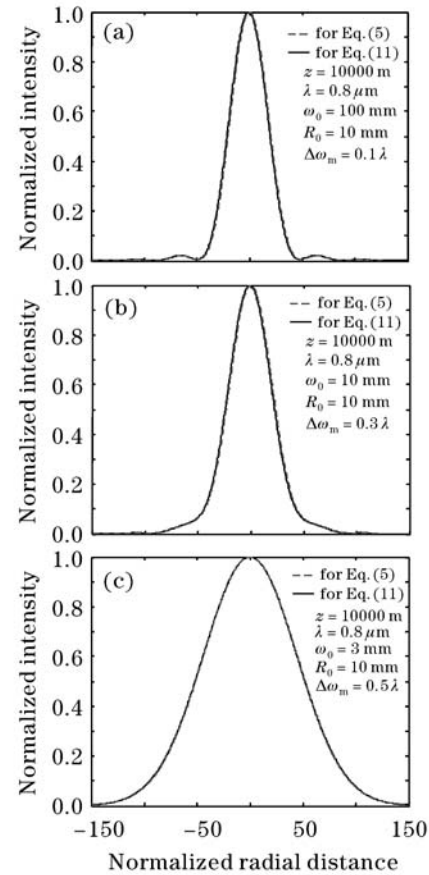 (a)
Normalized intensity
1.0
0.8
0.6
0.4
0.2
0.0
for Eq.(5)
for Eq.(11)
z = 10000 m
λ = 0.8 μm
ω₀ = 100 mm
R₀ = 10 mm
Δωₘ = 0.1 λ
(b)
Normalized intensity
1.0
0.8
0.6
0.4
0.2
0.0
for Eq.(5)
for Eq.(11)
z = 10000 m
λ = 0.8 μm
ω₀ = 10 mm
R₀ = 10 mm
Δωₘ = 0.3 λ
(c)
Normalized intensity
1.0
0.8
0.6
0.4
0.2
0.0
for Eq.(5)
for Eq.(11)
z = 10000 m
λ = 0.8 μm
ω₀ = 3 mm
R₀ = 10 mm
Δωₘ = 0.5λ
−150 −50 50 150
Normalized radial distance